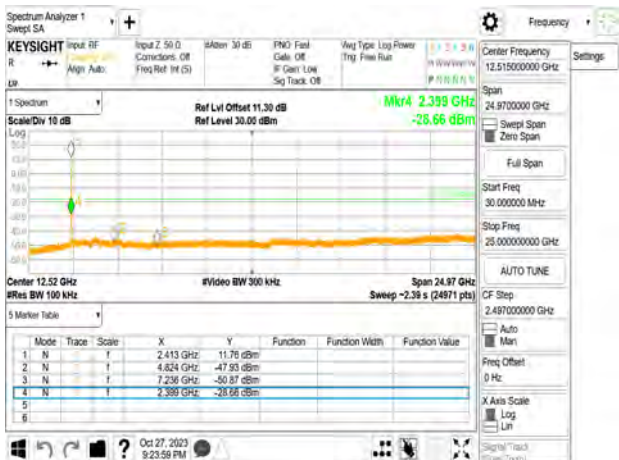 Spectrum Analyzer 1
Swept SA
+
Frequency
KEYSIGHT Input: RF
R
Align: Auto
Input Z: 50 Ω
Corrections: Off
Freq Ref: Int (S)
#Atten: 30 dB
PNO: Fast
Gate: Off
IF Gain: Low
Sig Track: Off
Avg Type: Log-Power
Trig: Free Run
Center Frequency
12.515000000 GHz
Settings
Span
24.9700000 GHz
Swept Span
Zero Span
Full Span
Start Freq
30.000000 MHz
Stop Freq
25.000000000 GHz
AUTO TUNE
CF Step
2.497000000 GHz
Auto
Man
Freq Offset
0 Hz
X Axis Scale
Log
Lin
Signal Track
1 Spectrum
Scale/Div 10 dB
Log
Ref Lvl Offset 11.30 dB
Ref Level 30.00 dBm
Mkr4 2.399 GHz
-28.66 dBm
Center 12.52 GHz
#Res BW 100 kHz
#Video BW 300 kHz
Span 24.97 GHz
Sweep ~2.39 s (24971 pts)
5 Marker Table
Mode Trace Scale X Y Function Function Width Function Value
1 N f 2.413 GHz 11.76 dBm
2 N f 4.824 GHz -47.93 dBm
3 N f 7.236 GHz -50.87 dBm
4 N f 2.399 GHz -28.66 dBm
5
6
?
Oct 27, 2023
9:23:59 PM